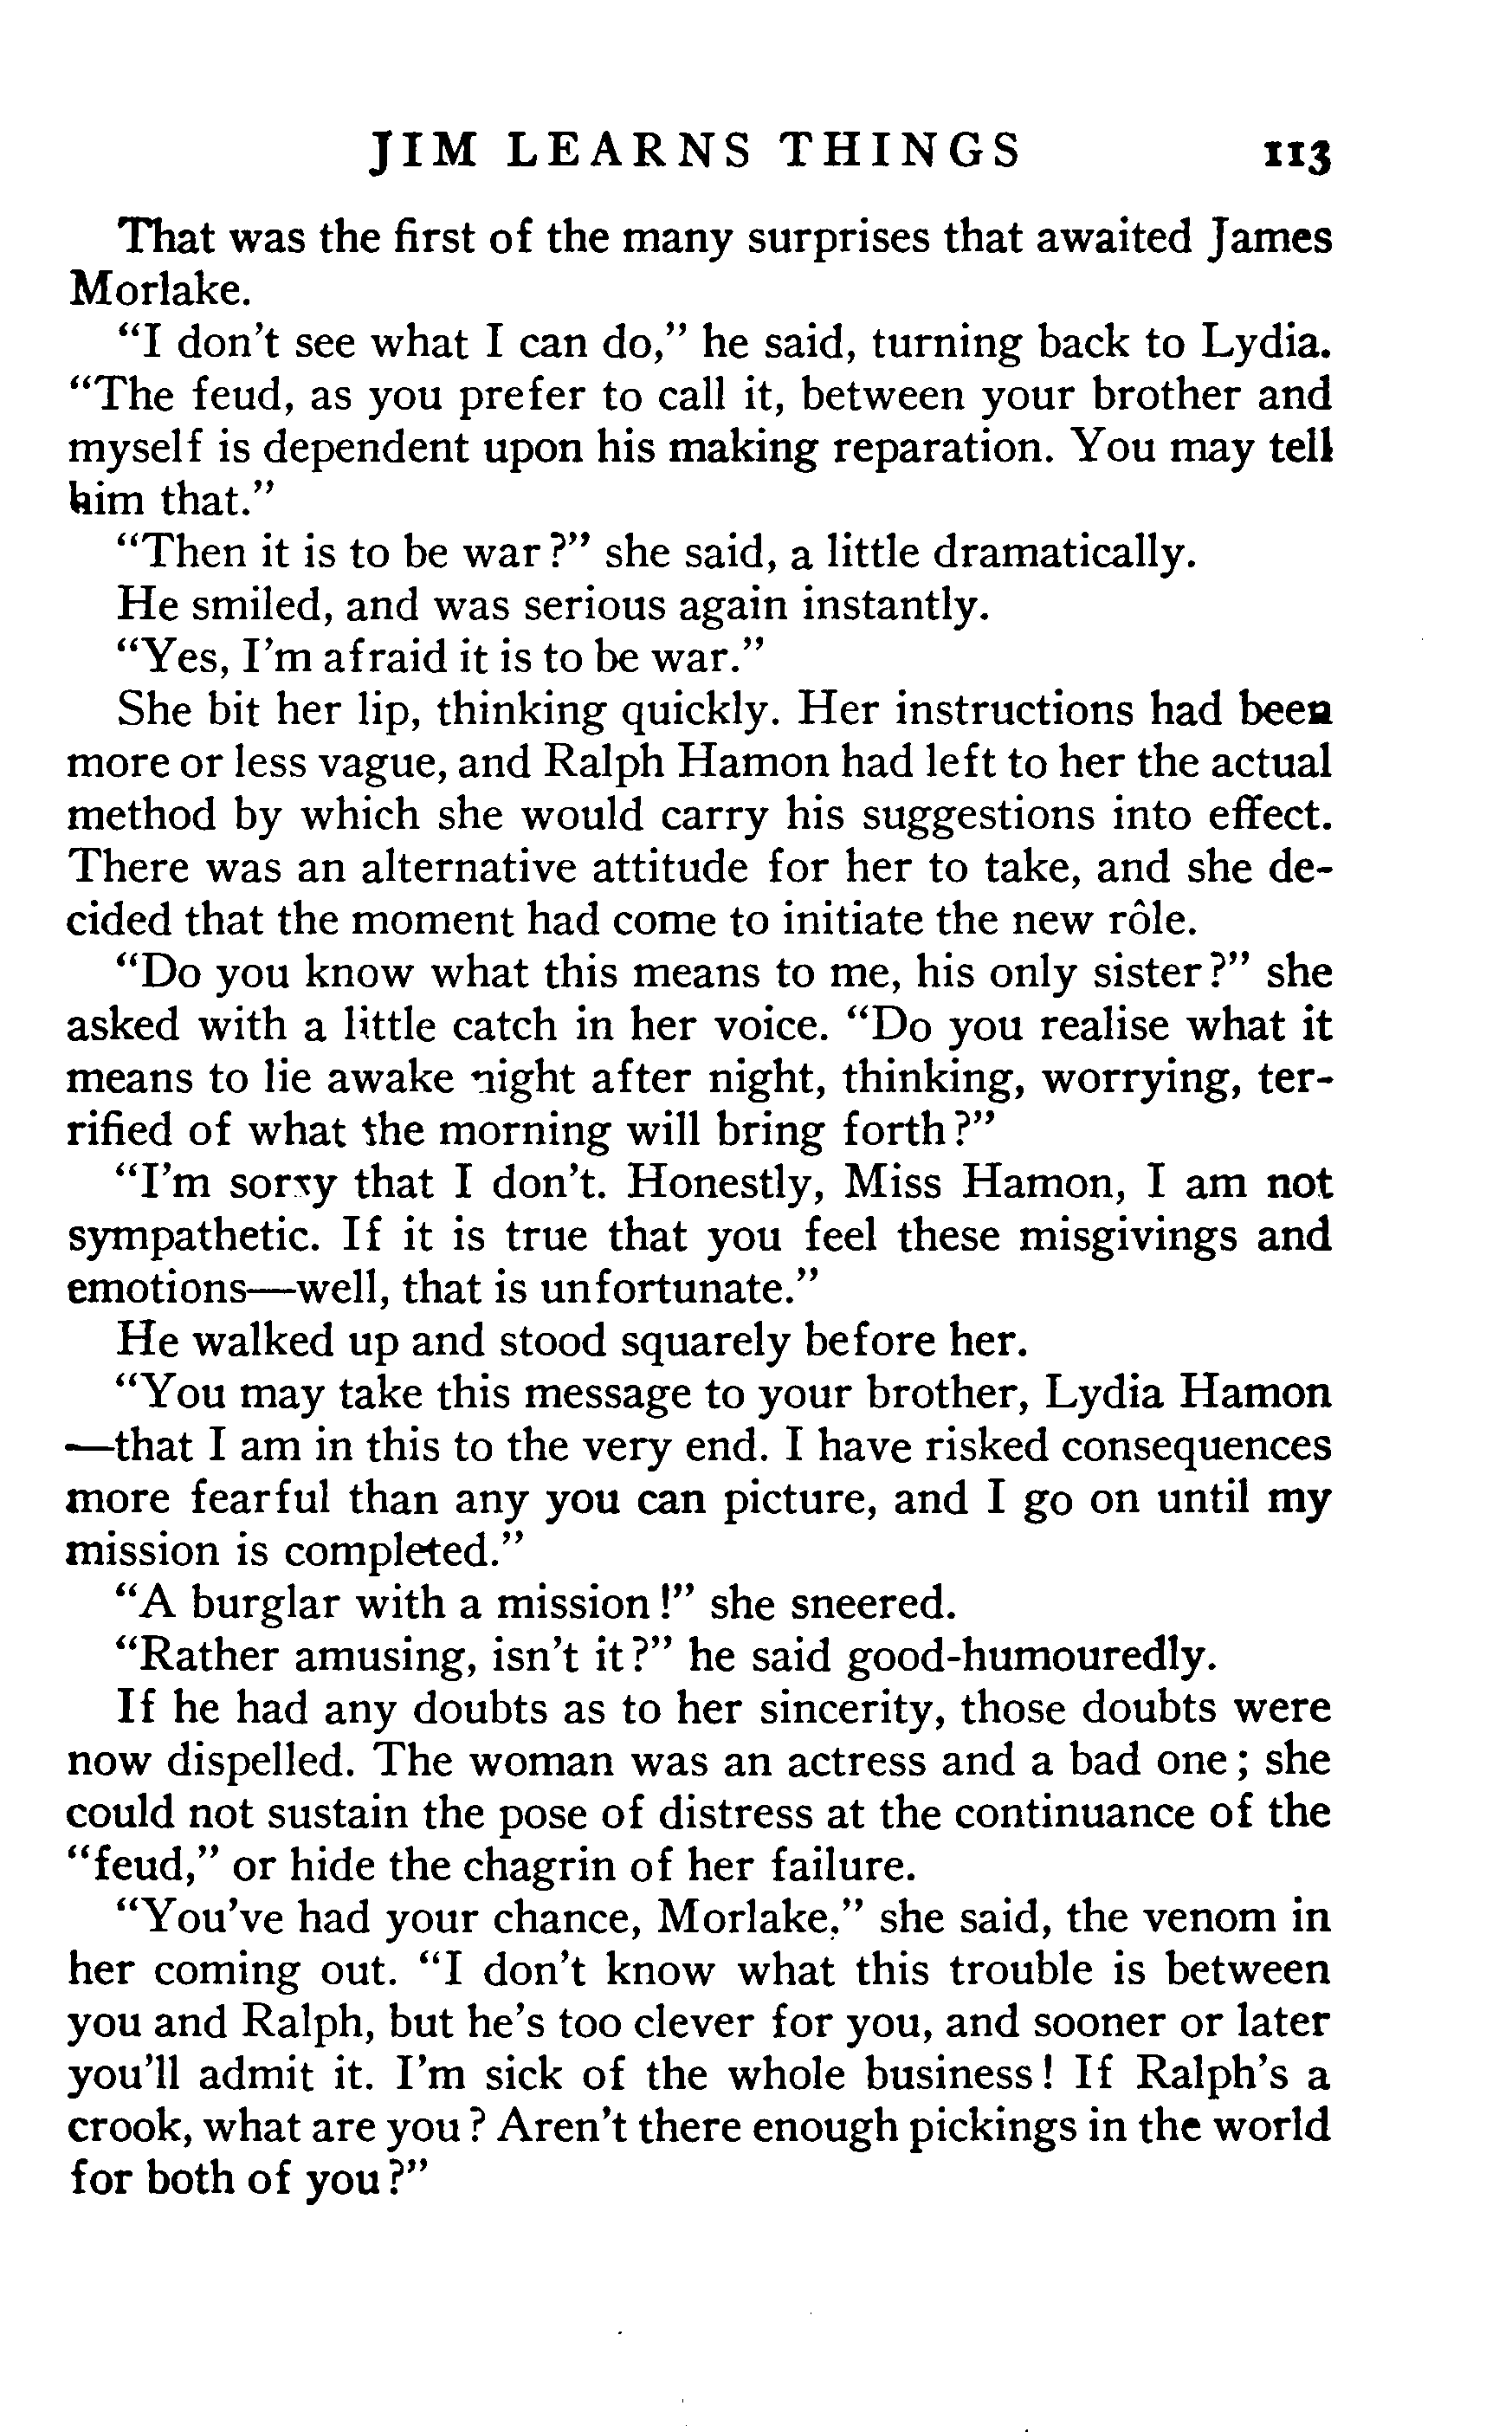 JIM LEARNS THINGS 113
That was the first of the many surprises that awaited James
Morlake.
"I don't see what I can do," he said, turning back to Lydia.
"The feud, as you prefer to call it, between your brother and
myself is dependent upon his making reparation. You may tell
him that."
"Then it is to be war?" she said, a little dramatically.
He smiled, and was serious again instantly.
"Yes, I'm afraid it is to be war."
She bit her lip, thinking quickly. Her instructions had been
more or less vague, and Ralph Hamon had left to her the actual
method by which she would carry his suggestions into effect.
There was an alternative attitude for her to take, and she de-
cided that the moment had come to initiate the new rôle.
"Do you know what this means to me, his only sister?" she
asked with a little catch in her voice. "Do you realise what it
means to lie awake night after night, thinking, worrying, ter-
rified of what the morning will bring forth?"
"I'm sorry that I don't. Honestly, Miss Hamon, I am not
sympathetic. If it is true that you feel these misgivings and
emotions—well, that is unfortunate."
He walked up and stood squarely before her.
"You may take this message to your brother, Lydia Hamon
—that I am in this to the very end. I have risked consequences
more fearful than any you can picture, and I go on until my
mission is completed."
"A burglar with a mission!" she sneered.
"Rather amusing, isn't it?" he said good-humouredly.
If he had any doubts as to her sincerity, those doubts were
now dispelled. The woman was an actress and a bad one; she
could not sustain the pose of distress at the continuance of the
"feud," or hide the chagrin of her failure.
"You've had your chance, Morlake," she said, the venom in
her coming out. "I don't know what this trouble is between
you and Ralph, but he's too clever for you, and sooner or later
you'll admit it. I'm sick of the whole business! If Ralph's a
crook, what are you? Aren't there enough pickings in the world
for both of you?"